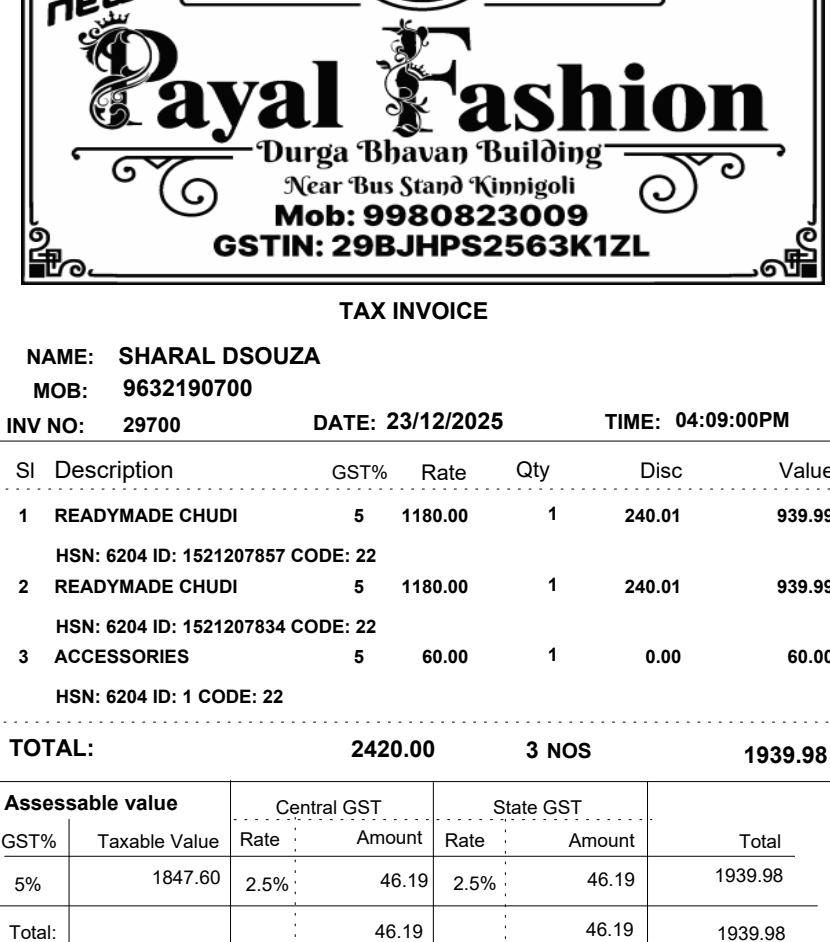 new
Payal Fashion
Durga Bhavan Building
Near Bus Stand Kinnigoli
Mob: 9980823009
GSTIN: 29BJHPS2563K1ZL
TAX INVOICE
NAME: SHARAL DSOUZA
MOB: 9632190700
INV NO: 29700 DATE: 23/12/2025 TIME: 04:09:00PM
Sl Description GST% Rate Qty Disc Value
1 READYMADE CHUDI 5 1180.00 1 240.01 939.99
HSN: 6204 ID: 1521207857 CODE: 22
2 READYMADE CHUDI 5 1180.00 1 240.01 939.99
HSN: 6204 ID: 1521207834 CODE: 22
3 ACCESSORIES 5 60.00 1 0.00 60.00
HSN: 6204 ID: 1 CODE: 22
TOTAL: 2420.00 3 NOS 1939.98
Assessable value Central GST State GST
GST% Taxable Value Rate Amount Rate Amount Total
5% 1847.60 2.5% 46.19 2.5% 46.19 1939.98
Total: 46.19 46.19 1939.98